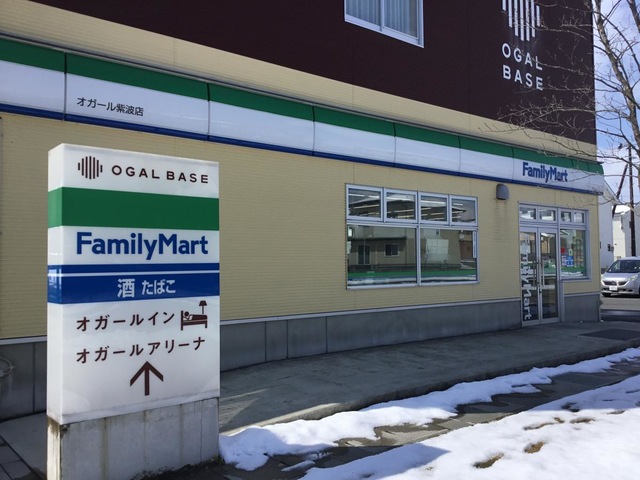 OGAL
BASE
オガール紫波店
FamilyMart
OGAL BASE
FamilyMart
酒 たばこ
オガールイン
オガールアリーナ
FamilyMart